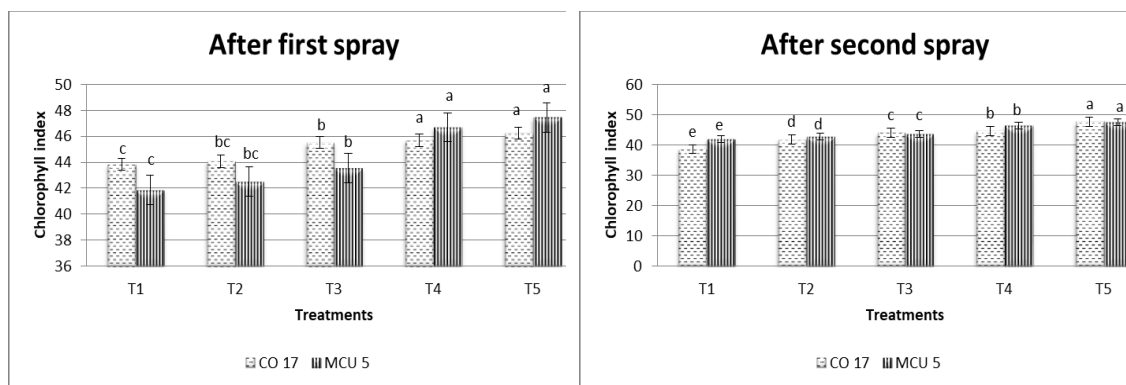 After first spray
50
48
46
44
42
40
38
36
Chlorophyll index
c c bc bc b b a a a a
T1 T2 T3 T4 T5
Treatments
CO 17 MCU 5
After second spray
60
50
40
30
20
10
0
Chlorophyll index
e e d d c c b b a a
T1 T2 T3 T4 T5
Treatments
CO 17 MCU 5